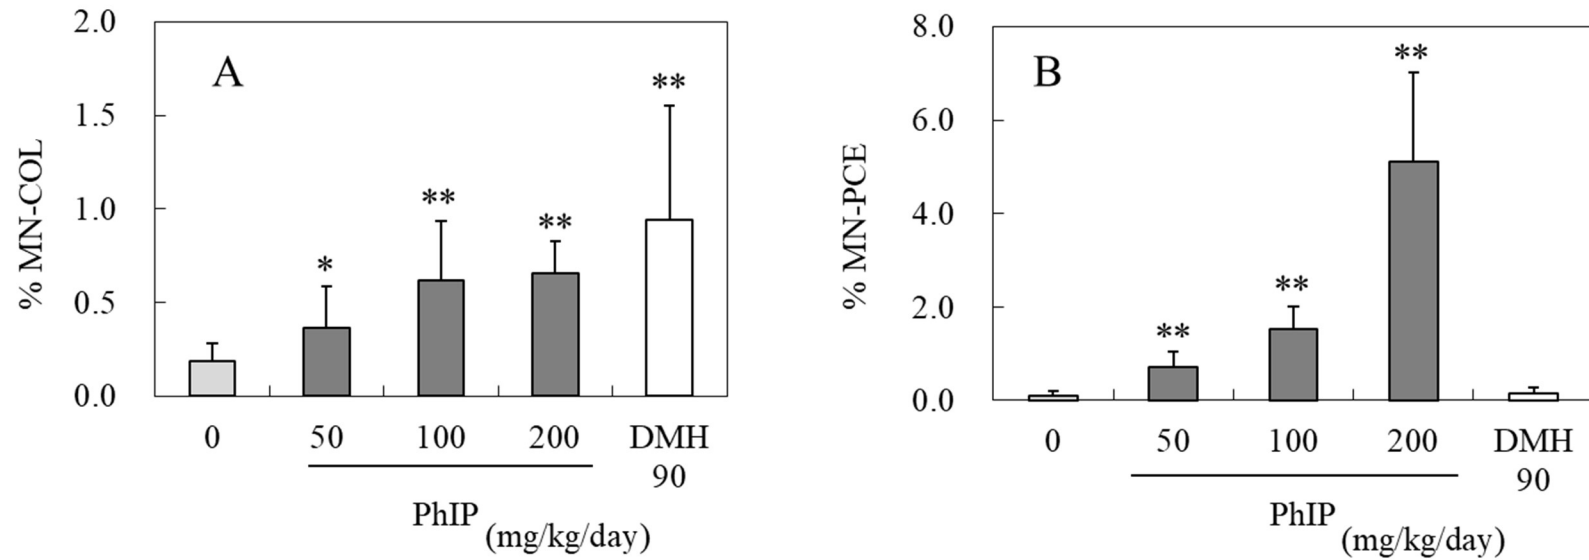 A
% MN-COL
2.0
1.5
1.0
0.5
0.0
*
**
**
**
0 50 100 200 DMH
90
PhIP
(mg/kg/day)
B
% MN-PCE
8.0
6.0
4.0
2.0
0.0
**
**
**
0 50 100 200 DMH
90
PhIP
(mg/kg/day)